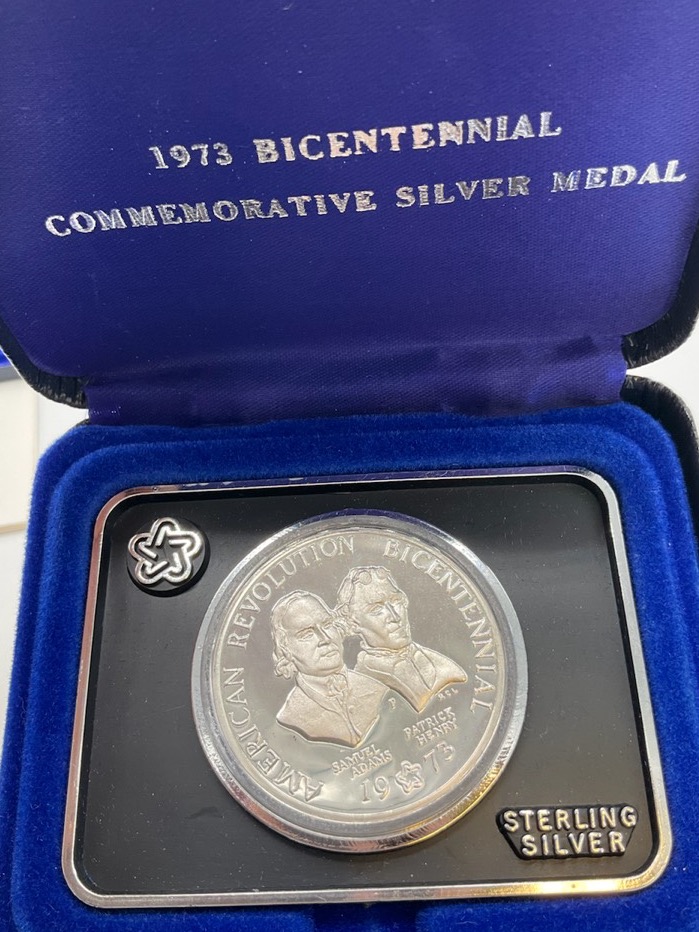 1973 BICENTENNIAL
COMMEMORATIVE SILVER MEDAL
AMERICAN REVOLUTION BICENTENNIAL
P
SAMUEL
ADAMS
PATRICK
HENRY
1973
STERLING
SILVER